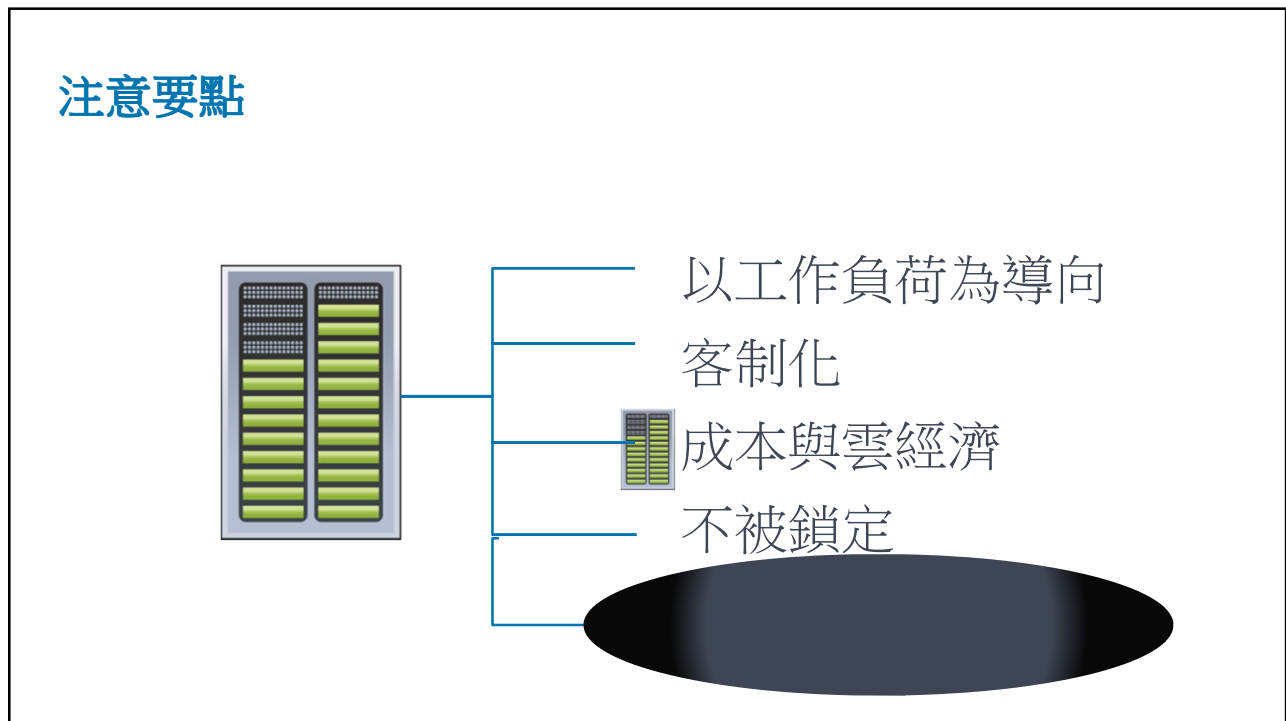 注意要點
以工作負荷為導向
客制化
成本與雲經濟
不被鎖定